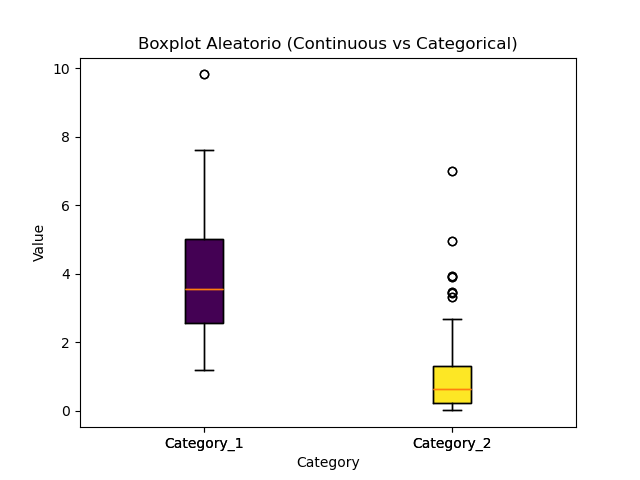 Boxplot Aleatorio (Continuous vs Categorical)
10
8
6
4
2
0
Value
Category_1
Category_2
Category